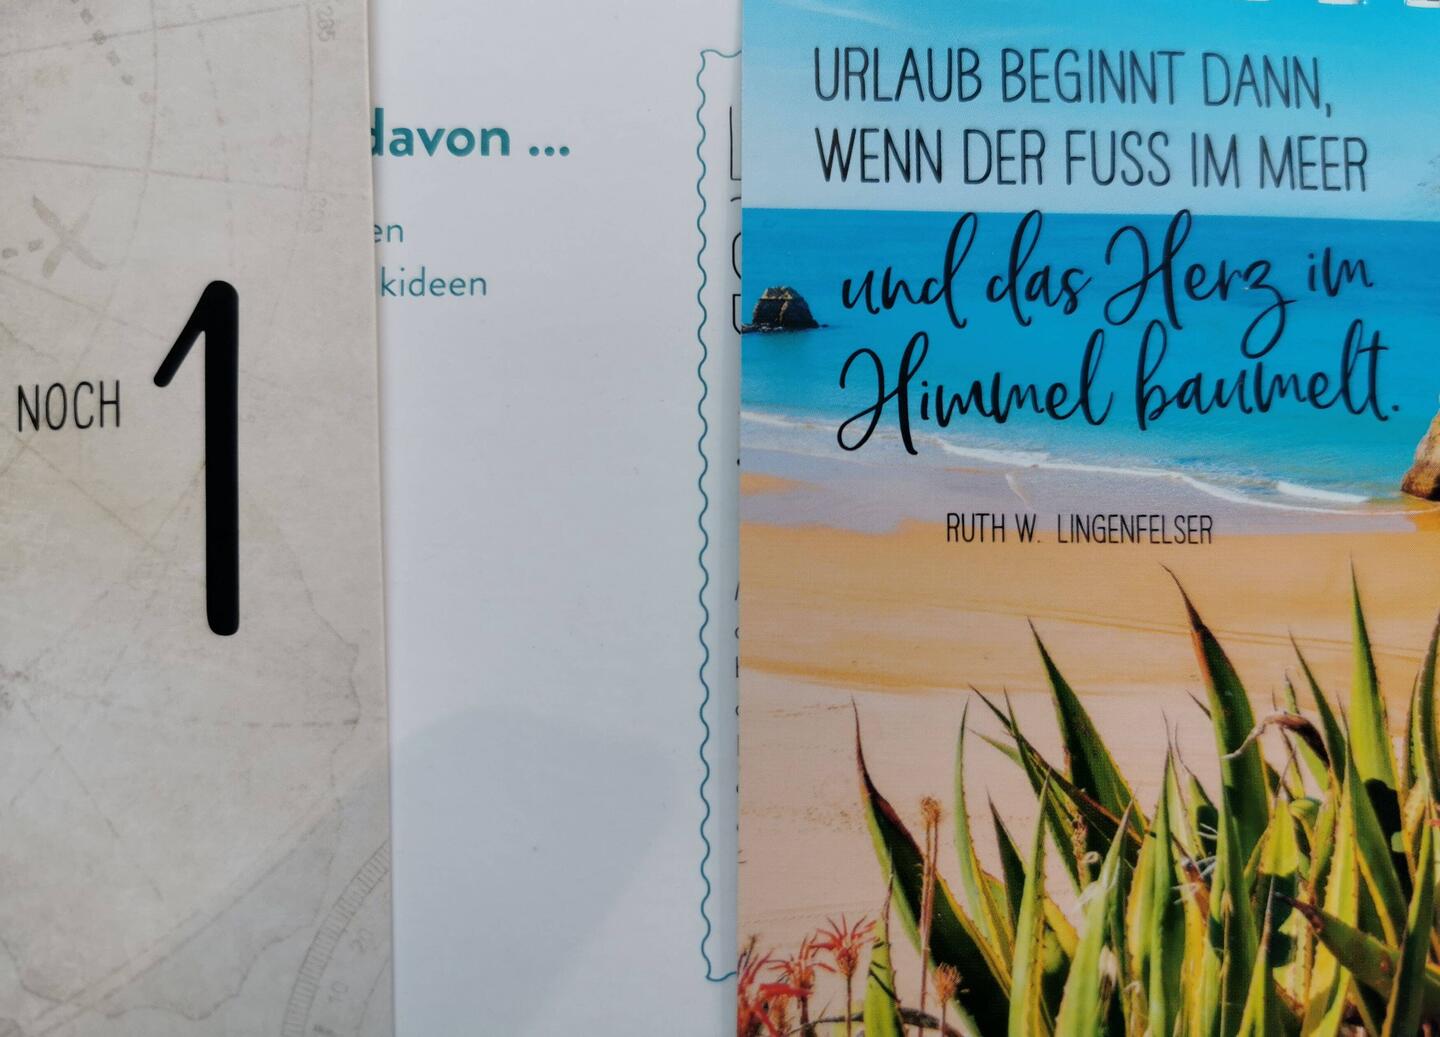 NOCH 1
davon ...
en
kideen
URLAUB BEGINNT DANN,
WENN DER FUSS IM MEER
und das Herz im
Himmel baumelt.
RUTH W. LINGENFELSER